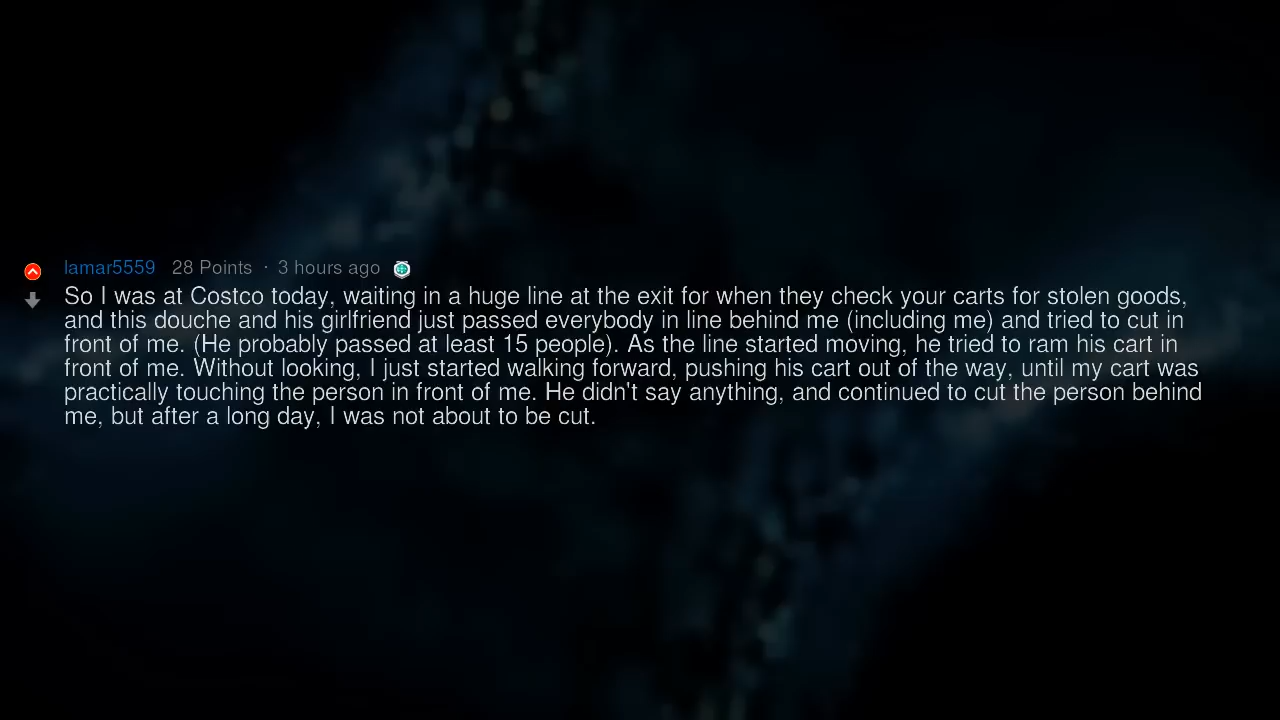 lamar5559 28 Points · 3 hours ago
So I was at Costco today, waiting in a huge line at the exit for when they check your carts for stolen goods,
and this douche and his girlfriend just passed everybody in line behind me (including me) and tried to cut in
front of me. (He probably passed at least 15 people). As the line started moving, he tried to ram his cart in
front of me. Without looking, I just started walking forward, pushing his cart out of the way, until my cart was
practically touching the person in front of me. He didn't say anything, and continued to cut the person behind
me, but after a long day, I was not about to be cut.